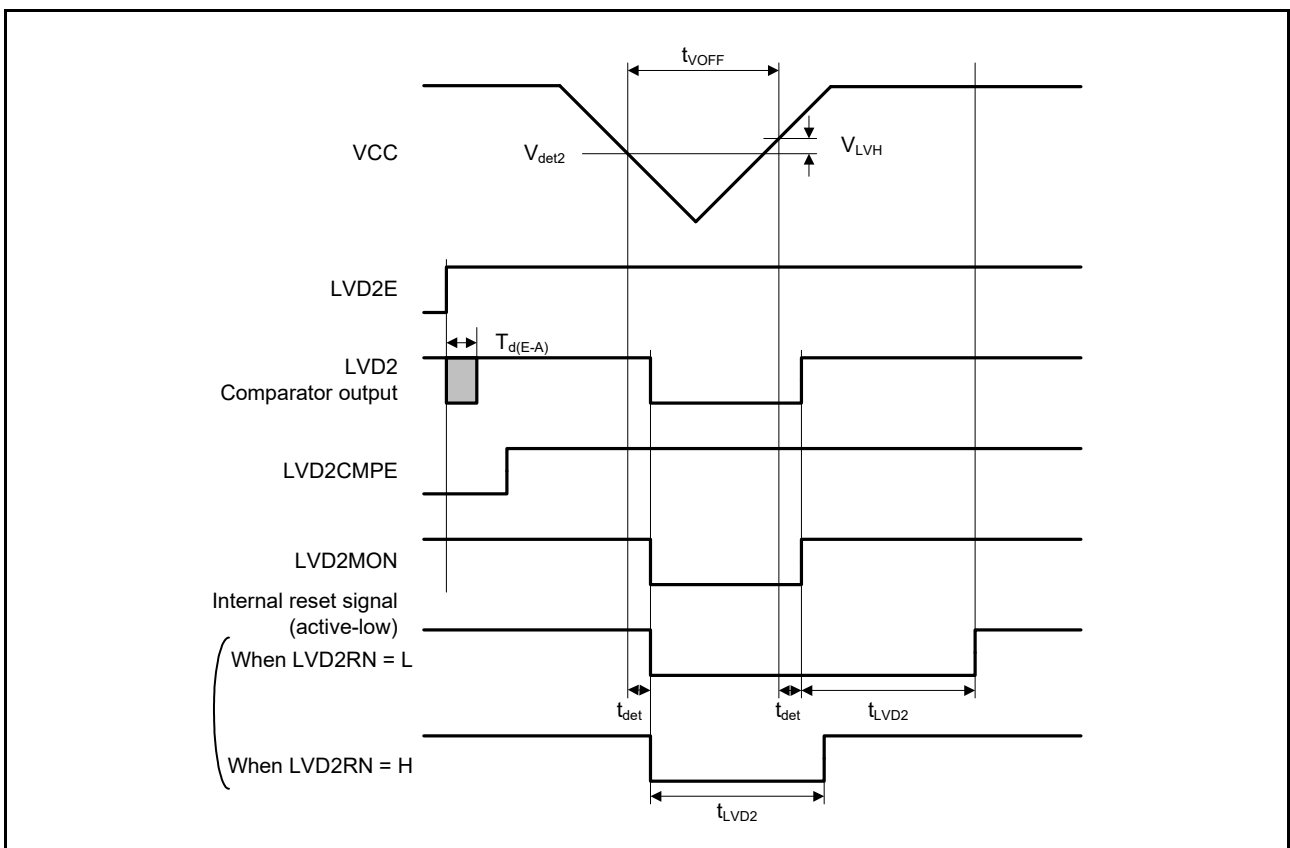 tVOFF
VCC
Vdet2
VLVH
LVD2E
Td(E-A)
LVD2
Comparator output
LVD2CMPE
LVD2MON
Internal reset signal
(active-low)
When LVD2RN = L
tdet
tdet
tLVD2
When LVD2RN = H
tLVD2